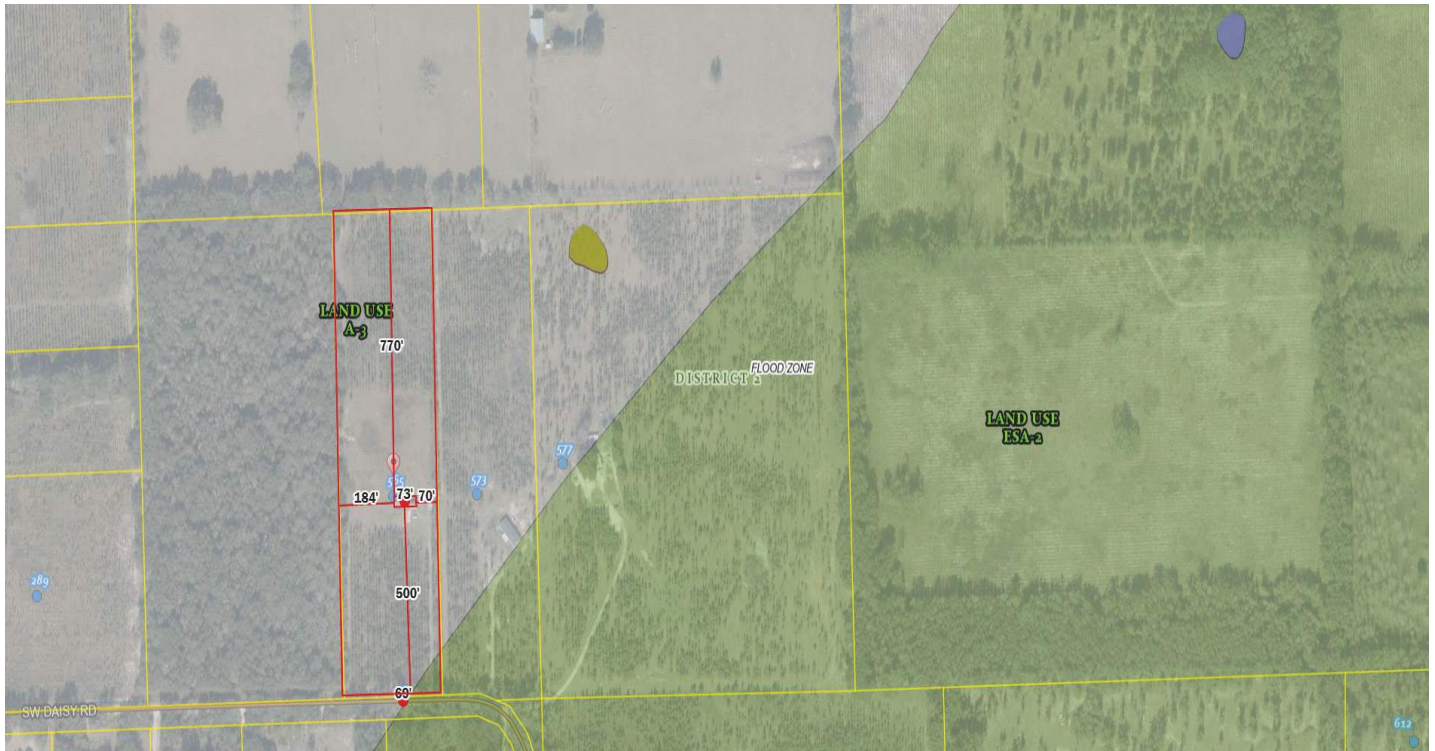 LAND USE
A-3
770'
DISTRICT 2
FLOOD ZONE
LAND USE
ESA-2
577
573
184'
73'
70'
289
500'
69'
SW DAISY RD
612